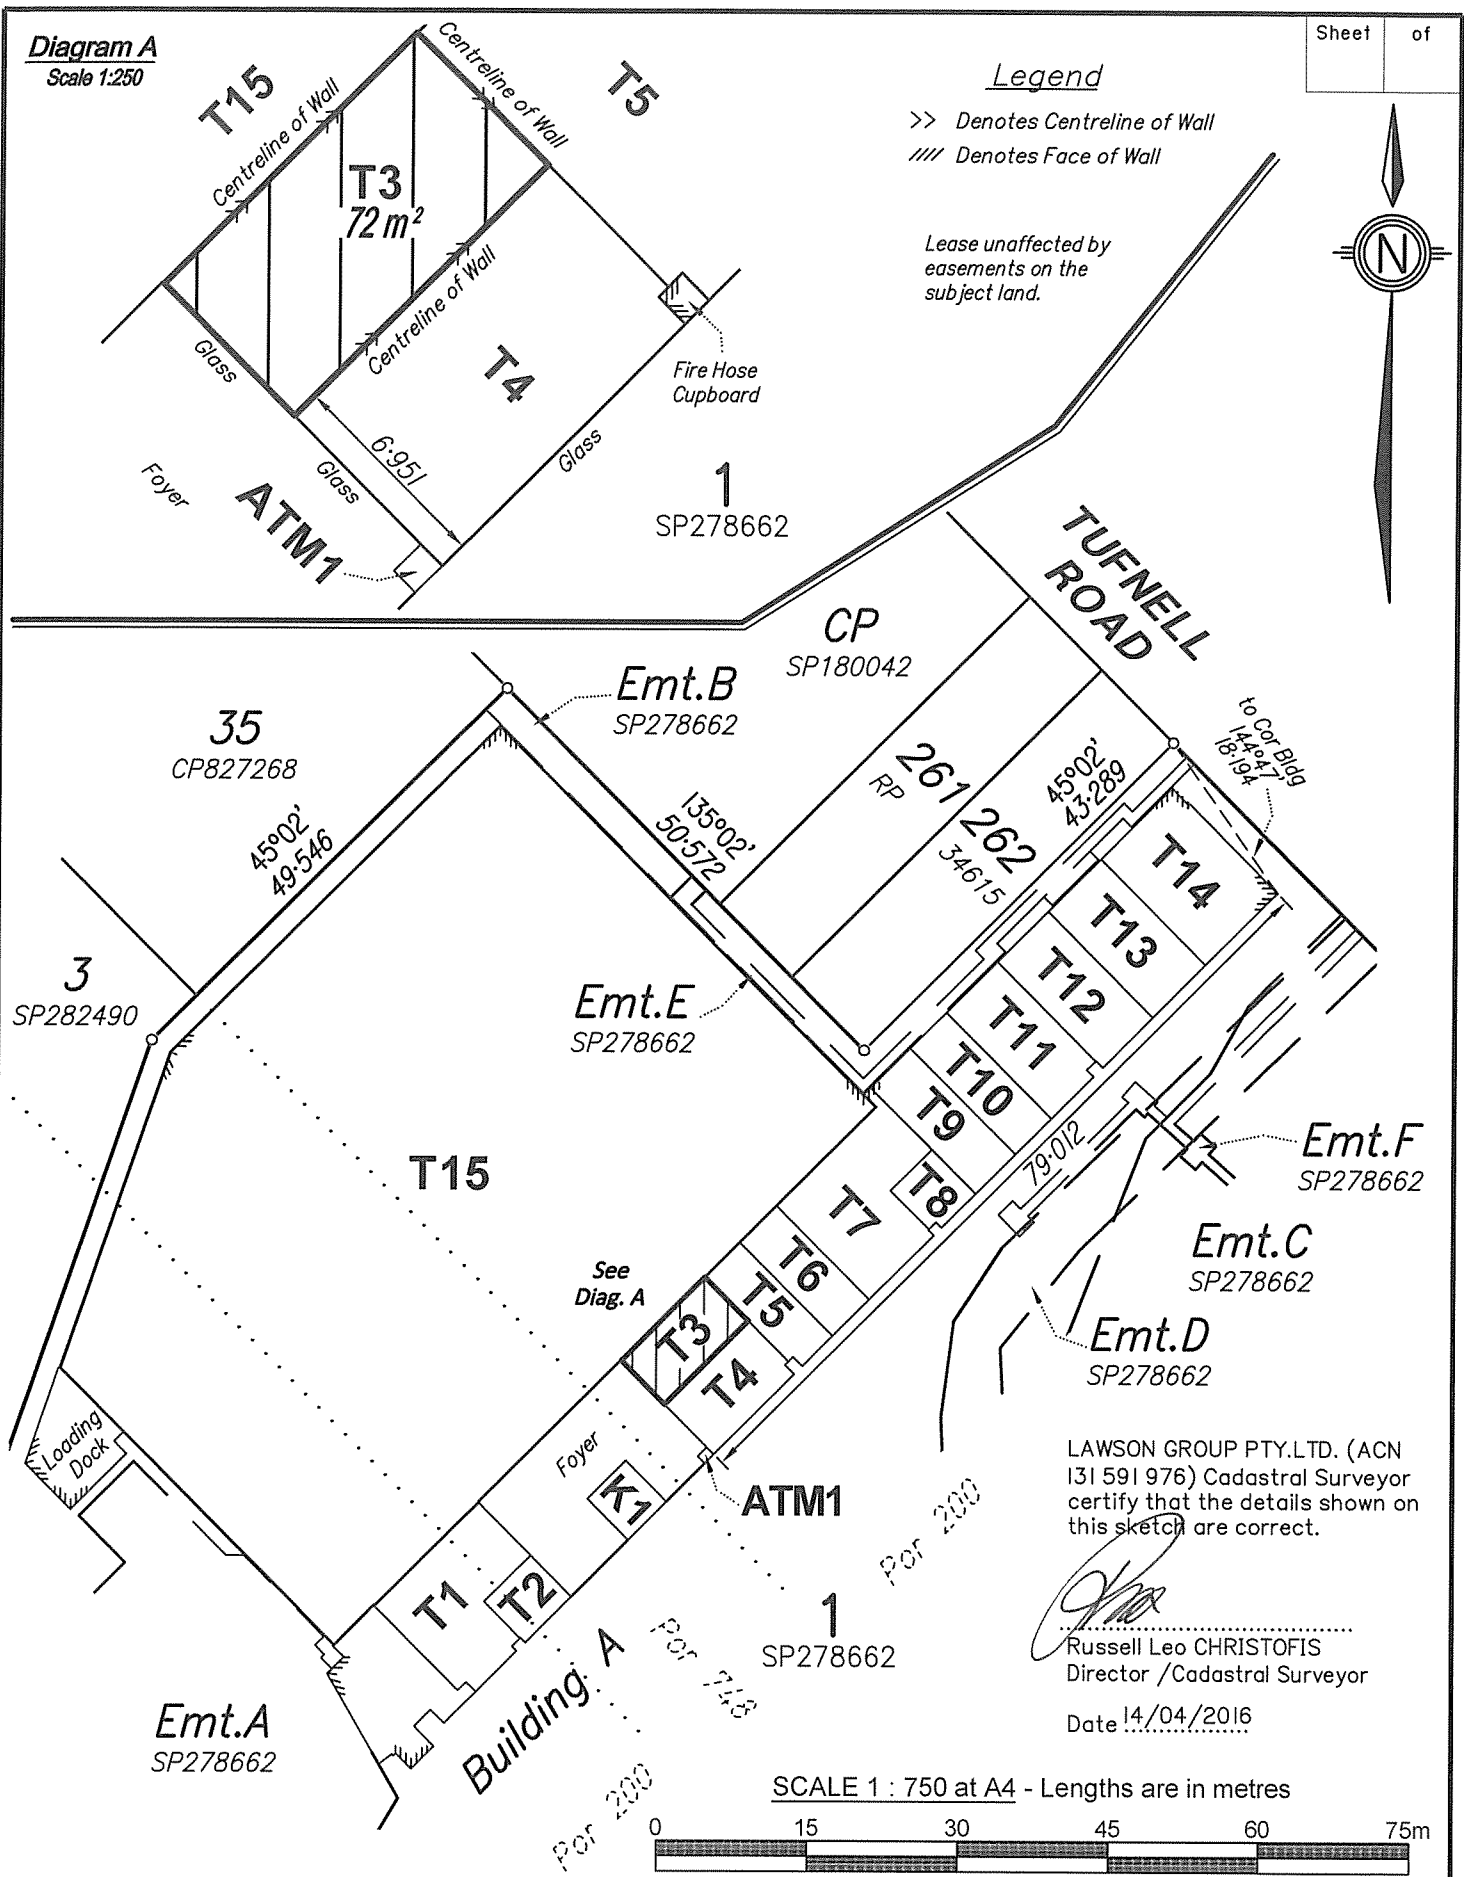 Diagram A
Scale 1:250
Sheet of
T15
Centreline of Wall
Centreline of Wall
T5
T3
72 m²
Centreline of Wall
Glass
T4
Fire Hose
Cupboard
6·951
Glass
Glass
Foyer
ATM1
1
SP278662
Legend
>> Denotes Centreline of Wall
//// Denotes Face of Wall
Lease unaffected by
easements on the
subject land.
N
TUFNELL
ROAD
CP
SP180042
Emt.B
SP278662
35
CP827268
261
RP
262
34615
45°02'
43·289
to Cor Bldg
144°47'
18·194
135°02'
50·572
45°02'
49·546
3
SP282490
Emt.E
SP278662
T14
T13
T12
T11
T10
T9
T8
T7
T6
T5
T3
T4
T15
See
Diag. A
79·012
Emt.F
SP278662
Emt.C
SP278662
Emt.D
SP278662
Loading
Dock
Foyer
K1
ATM1
T1
T2
Por 200
Por 748
Por 200
1
SP278662
Building A
Emt.A
SP278662
LAWSON GROUP PTY.LTD. (ACN
131 591 976) Cadastral Surveyor
certify that the details shown on
this sketch are correct.
Russell Leo CHRISTOFIS
Director /Cadastral Surveyor
Date 14/04/2016
SCALE 1 : 750 at A4 - Lengths are in metres
0 15 30 45 60 75m